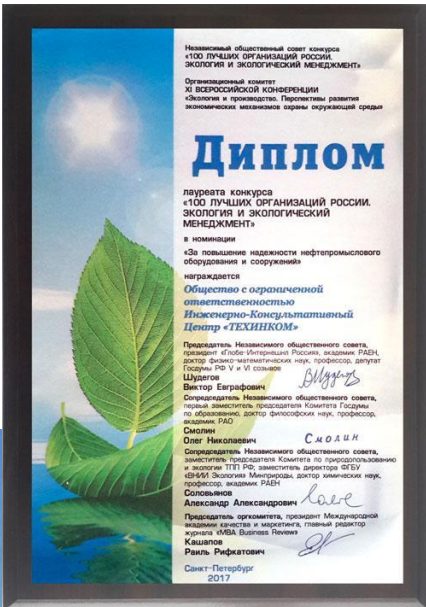 Независимый общественный совет конкурса
«100 ЛУЧШИХ ОРГАНИЗАЦИЙ РОССИИ.
ЭКОЛОГИЯ И ЭКОЛОГИЧЕСКИЙ МЕНЕДЖМЕНТ»
Организационный комитет
XI ВСЕРОССИЙСКОЙ КОНФЕРЕНЦИИ
«Экология и производство. Перспективы развития
экономических механизмов охраны окружающей среды»
Диплом
лауреата конкурса
«100 ЛУЧШИХ ОРГАНИЗАЦИЙ РОССИИ.
ЭКОЛОГИЯ И ЭКОЛОГИЧЕСКИЙ
МЕНЕДЖМЕНТ»
в номинации
«За повышение надежности нефтепромыслового
оборудования и сооружений»
награждается
Общество с ограниченной
ответственностью
Инженерно-Консультативный
Центр «ТЕХИНКОМ»
Председатель Независимого общественного совета,
президент «Глобе-Интернешнл Россия», академик РАЕН,
доктор физико-математических наук, профессор, депутат
Госдумы РФ V и VI созывов
Шудегов
Виктор Евграфович
Сопредседатель Независимого общественного совета,
первый заместитель председателя Комитета Госдумы
по образованию, доктор философских наук, профессор,
академик РАО
Смолин
Олег Николаевич
Смолин
Сопредседатель Независимого общественного совета,
заместитель председателя Комитета по природопользованию
и экологии ТПП РФ; заместитель директора ФГБУ
«ВНИИ Экология» Минприроды, доктор химических наук,
профессор, академик РАЕН
Соловьянов
Александр Александрович
Председатель оргкомитета, президент Международной
академии качества и маркетинга, главный редактор
журнала «MBA Business Review»
Кашапов
Раиль Рифкатович
Санкт-Петербург
2017